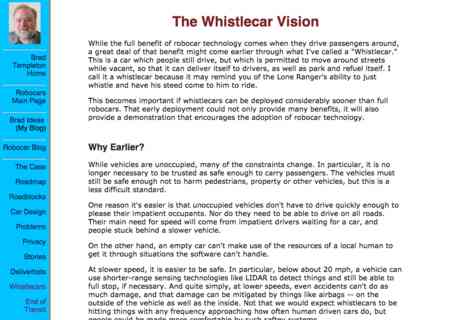 The Whistlecar Vision
Brad
Templeton
Home
Robocars
Main Page
Brad Ideas
(My Blog)
Robocar Blog
The Case
Roadmap
Roadblocks
Car Design
Problems
Privacy
Stories
Deliverbots
Whistlecars
End of
Transit
While the full benefit of robocar technology comes when they drive passengers around,
a great deal of that benefit might come earlier through what I've called a "Whistlecar."
This is a car which people still drive, but which is permitted to move around streets
while vacant, so that it can deliver itself to drivers, as well as park and refuel itself. I
call it a whistlecar because it may remind you of the Lone Ranger's ability to just
whistle and have his steed come to him to ride.
This becomes important if whistlecars can be deployed considerably sooner than full
robocars. That early deployment could not only provide many benefits, it will also
provide a demonstration that encourages the adoption of robocar technology.
Why Earlier?
While vehicles are unoccupied, many of the constraints change. In particular, it is no
longer necessary to be trusted as safe enough to carry passengers. The vehicles must
still be safe enough not to harm pedestrians, property or other vehicles, but this is a
less difficult standard.
One reason it's easier is that unoccupied vehicles don't have to drive quickly enough to
please their impatient occupants. Nor do they need to be able to drive on all roads.
Their main need for speed will come from impatient drivers waiting for a car, and
people stuck behind a slower vehicle.
On the other hand, an empty car can't make use of the resources of a local human to
get it through situations the software can't handle.
At slower speed, it is easier to be safe. In particular, below about 20 mph, a vehicle can
use shorter-range sensing technologies like LIDAR to detect things and still be able to
full stop, if necessary. And quite simply, at lower speeds, even accidents can't do as
much damage, and that damage can be mitigated by things like airbags — on the
outside of the vehicle as well as the inside. Not that we would expect whistlecars to be
hitting things with any frequency approaching how often human driven cars do, but
people could be made more comfortable by such safety systems.